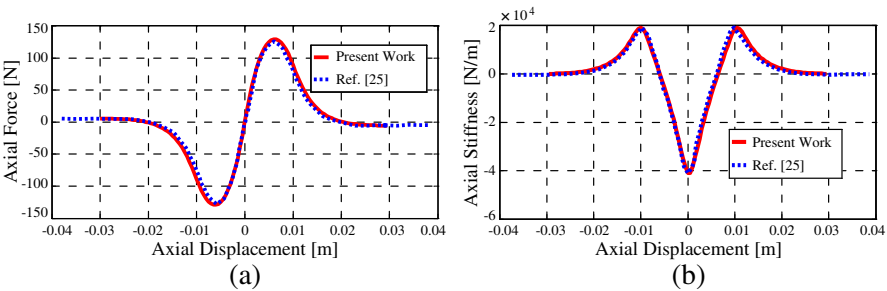 150
100
50
0
-50
-100
-150
-0.04 -0.03 -0.02 -0.01 0 0.01 0.02 0.03 0.04
Axial Force [N]
Axial Displacement [m]
Present Work
Ref. [25]
(a)
×10⁴
2
0
-2
-4
-6
-0.04 -0.03 -0.02 -0.01 0 0.01 0.02 0.03 0.04
Axial Stiffness [N/m]
Axial Displacement [m]
Present Work
Ref. [25]
(b)